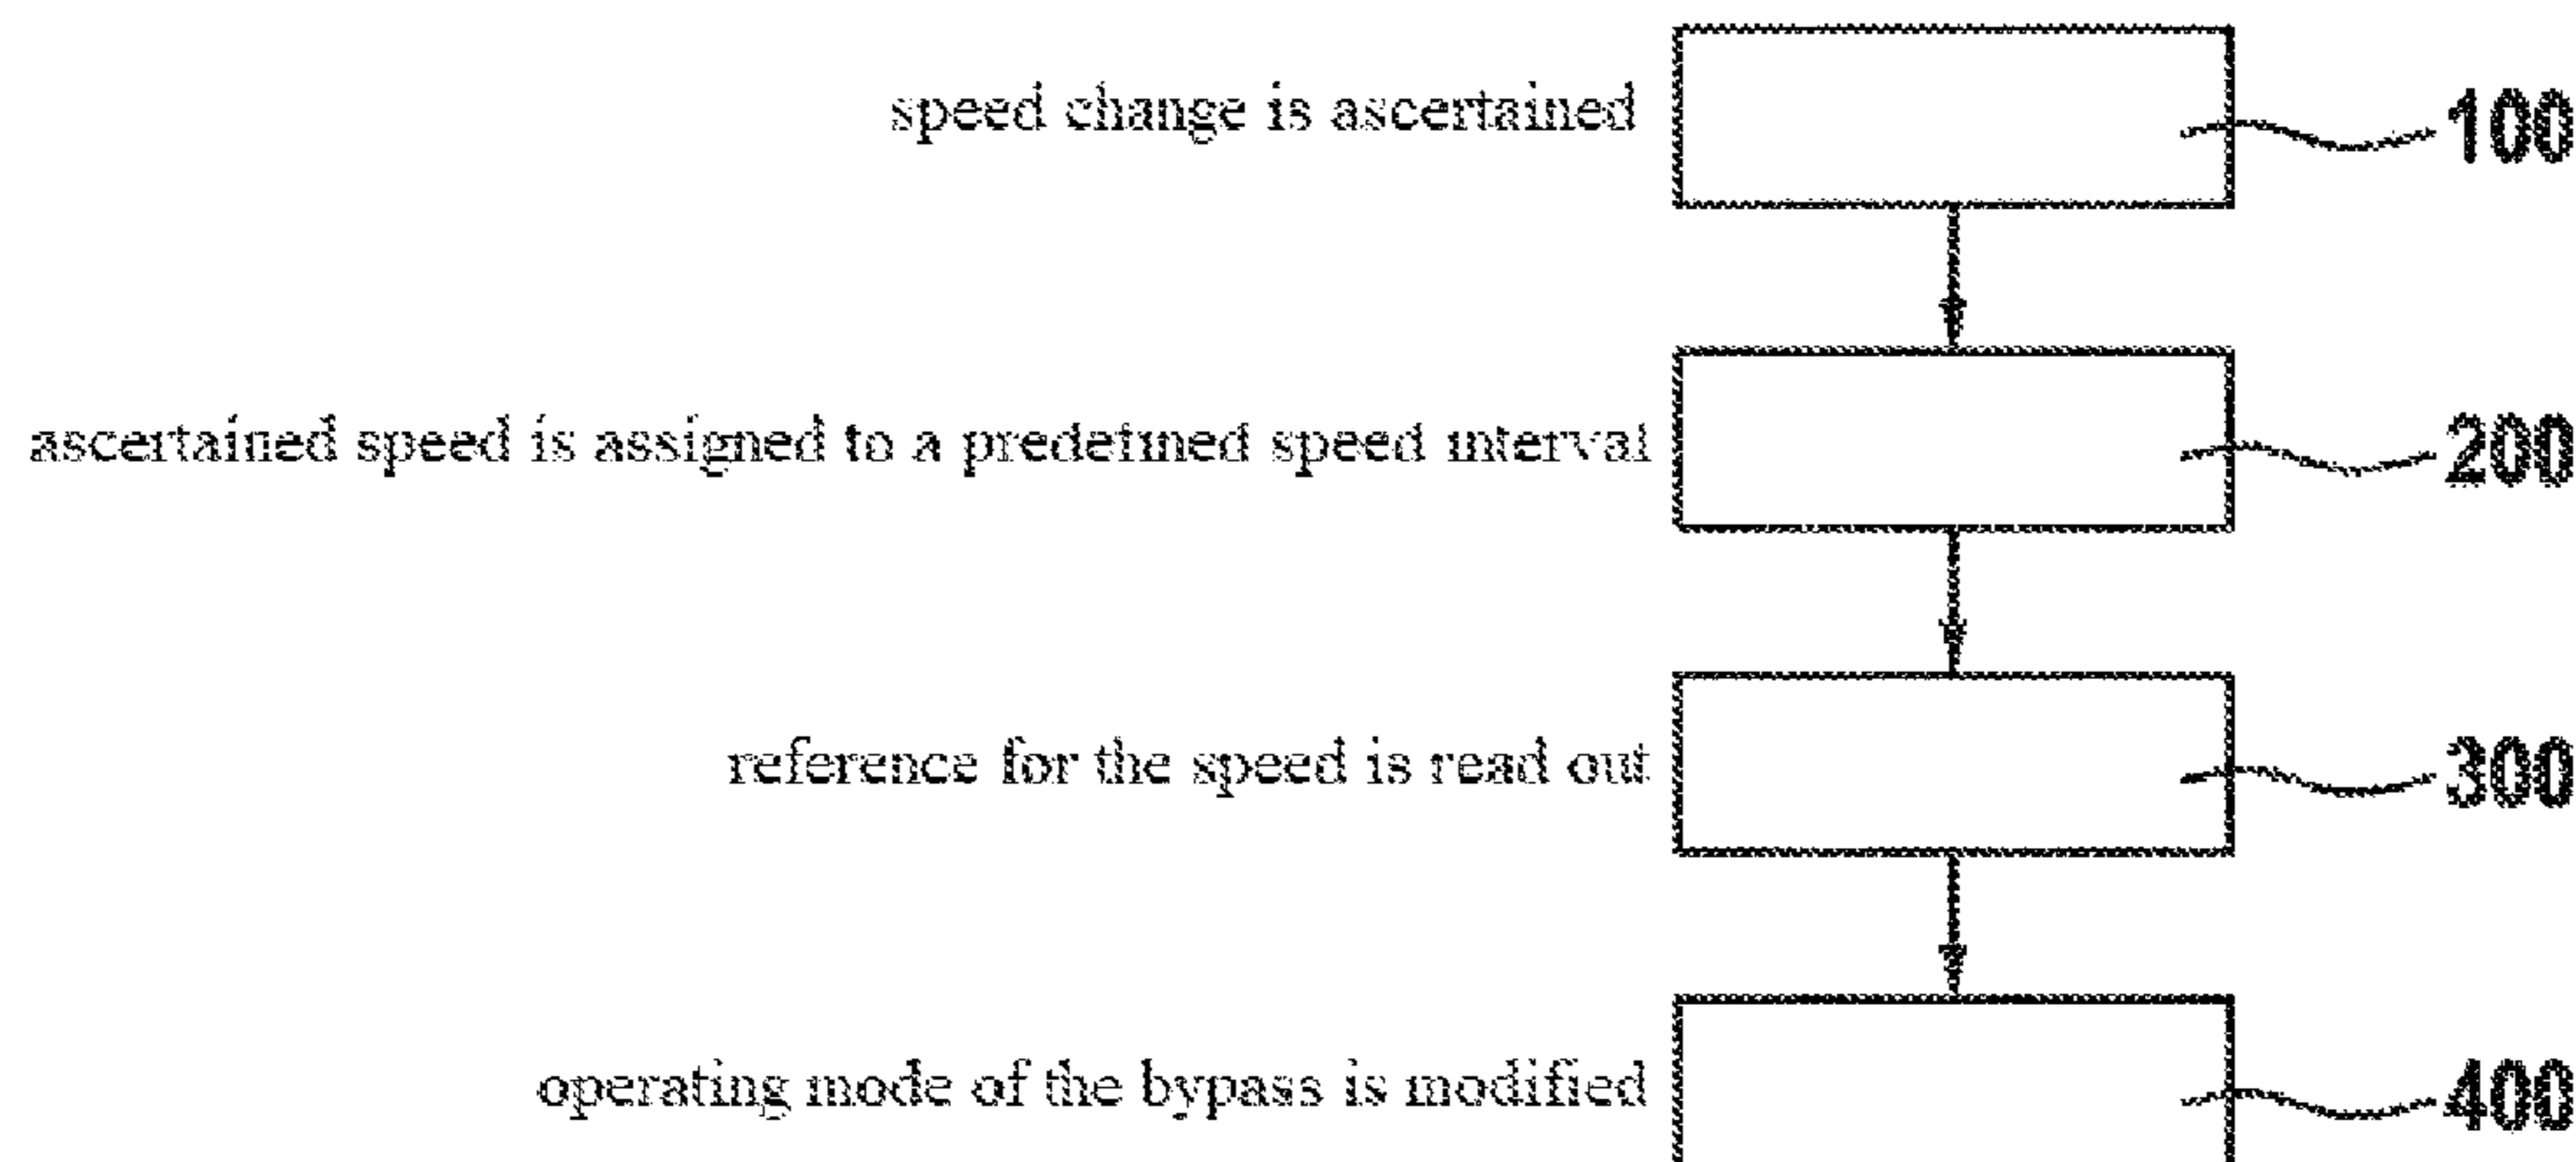 speed change is ascertained 100
ascertained speed is assigned to a predefined speed interval 200
reference for the speed is read out 300
operating mode of the bypass is modified 400